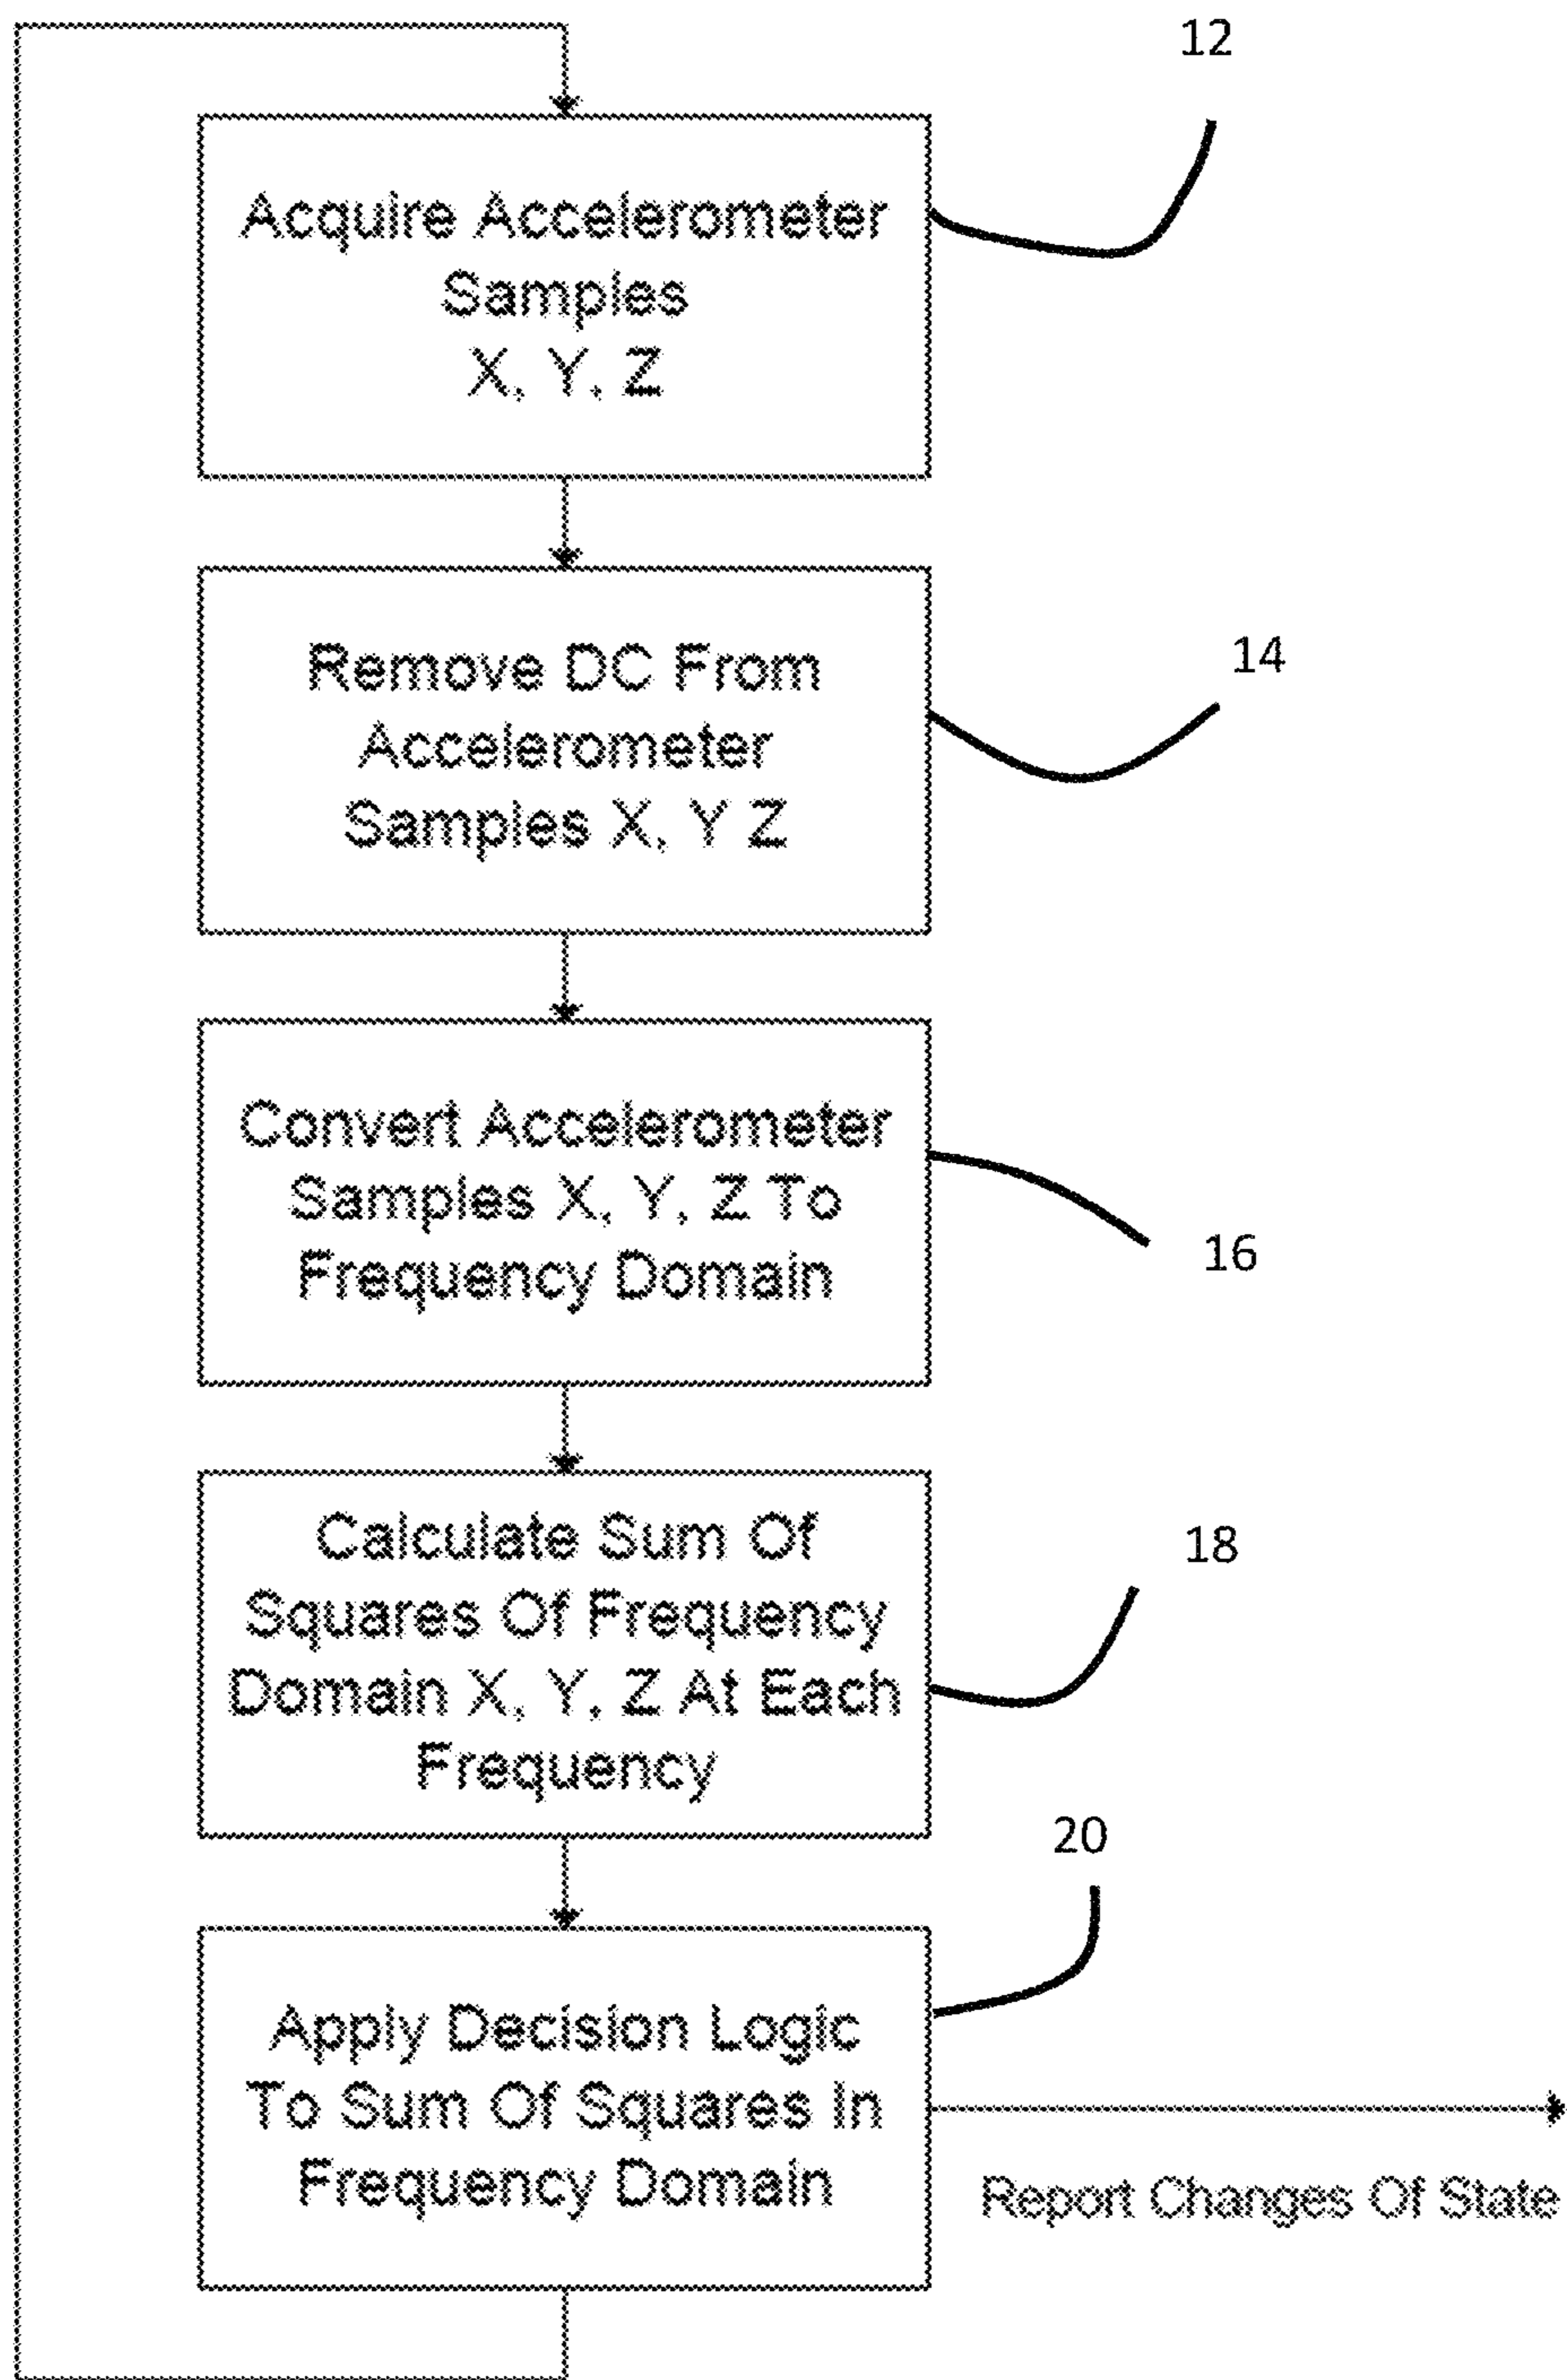 12
Acquire Accelerometer
Samples
X, Y, Z
14
Remove DC From
Accelerometer
Samples X, Y Z
Convert Accelerometer
Samples X, Y, Z To
Frequency Domain
16
Calculate Sum Of
Squares Of Frequency
Domain X, Y, Z At Each
Frequency
18
20
Apply Decision Logic
To Sum Of Squares In
Frequency Domain
Report Changes Of State